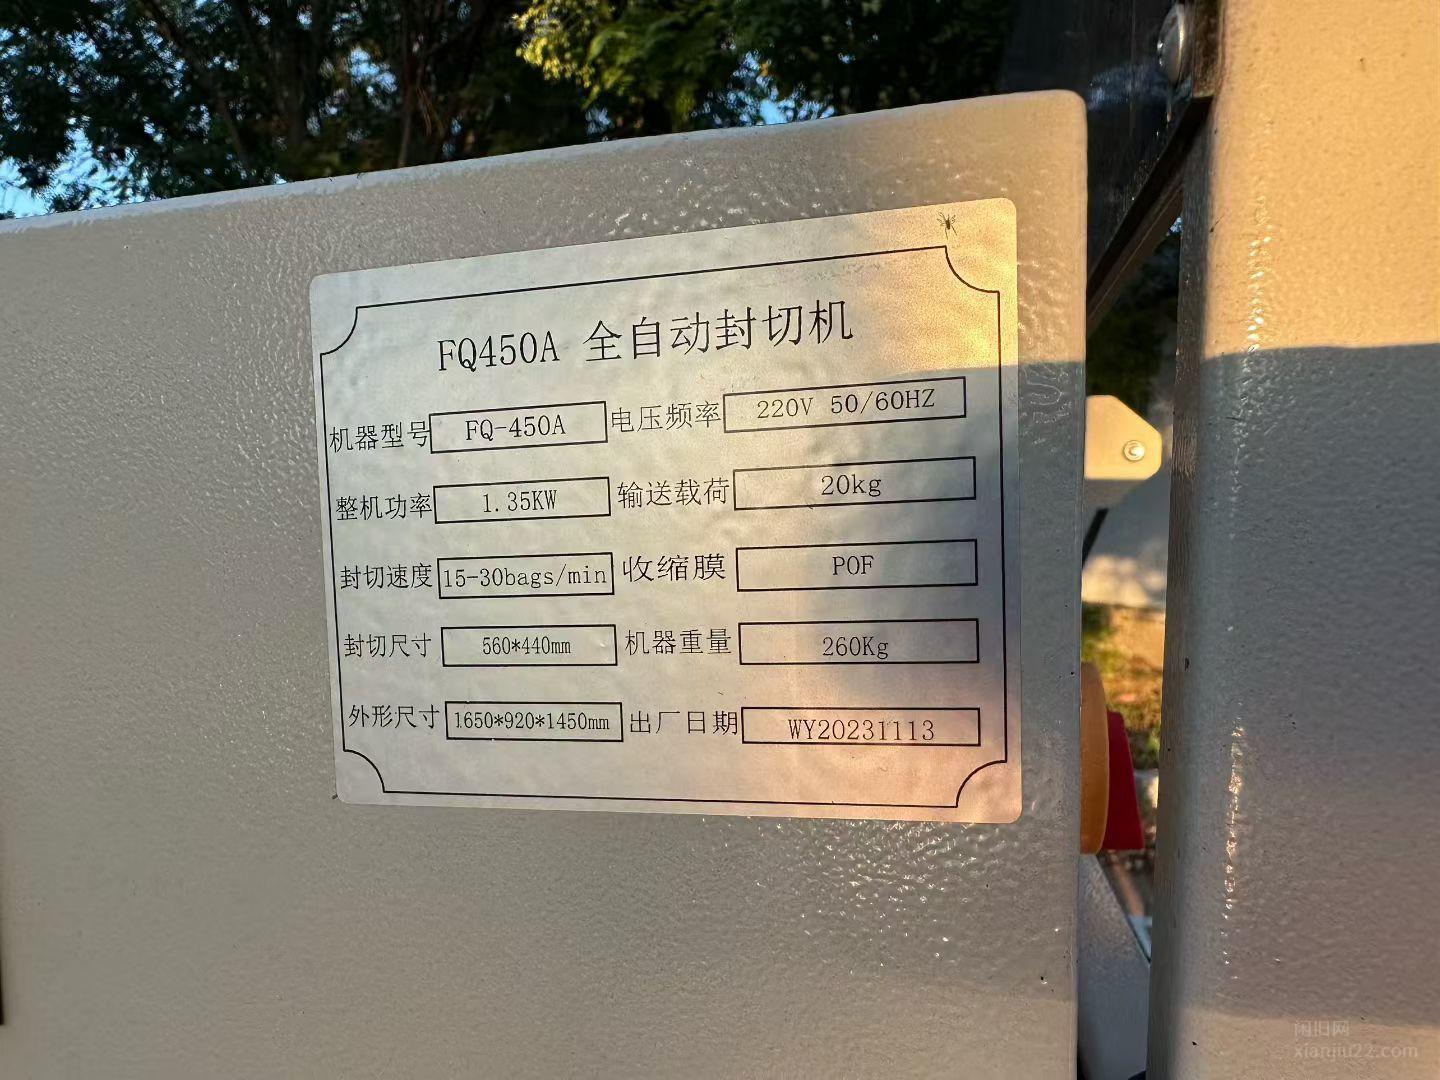 FQ450A 全自动封切机
机器型号 FQ-450A 电压频率 220V 50/60HZ
整机功率 1.35KW 输送载荷 20kg
封切速度 15-30bags/min 收缩膜 POF
封切尺寸 560*440mm 机器重量 260Kg
外形尺寸 1650*920*1450mm 出厂日期 WY20231113
闲旧网
xianjiu22.com